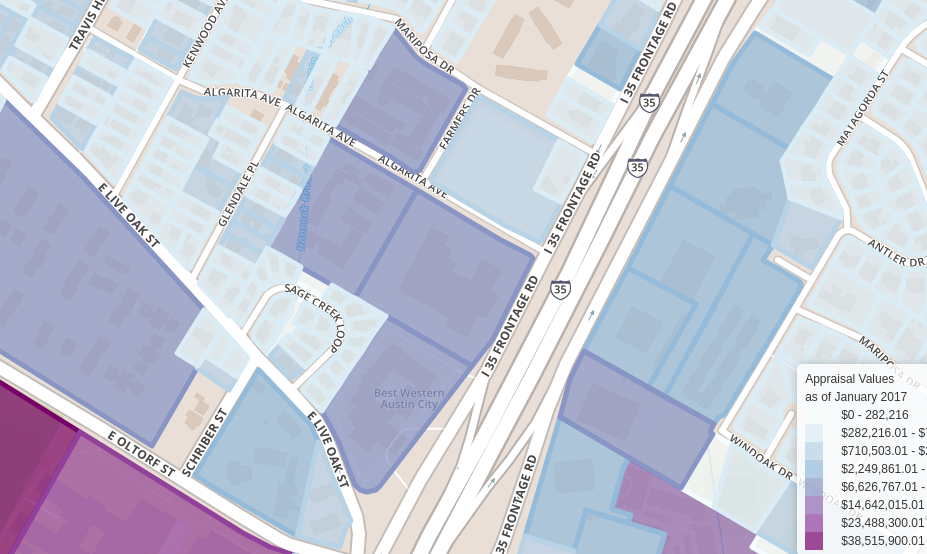 TRAVIS H
KENWOOD AV
MARIPOSA DR
I 35 FRONTAGE RD
35
MATAGORDA ST
ALGARITA AVE
ALGARITA AVE
FARMERS DR
ALGARITA AVE
35
GLENDALE PL
E LIVE OAK ST
I 35 FRONTAGE RD
ANTLER DR
SAGE CREEK LOOP
35
I 35 FRONTAGE RD
MARIPOSA DR
Best Western
Austin City
E OLTORF ST
SCHRIBER ST
E LIVE OAK ST
35 FRONTAGE RD
WINDOAK DR
WINDOAK DR
Appraisal Values
as of January 2017
$0 - 282,216
$282,216.01 - $7
$710,503.01 - $2
$2,249,861.01 -
$6,626,767.01 -
$14,642,015.01
$23,488,300.01
$38,515,900.01